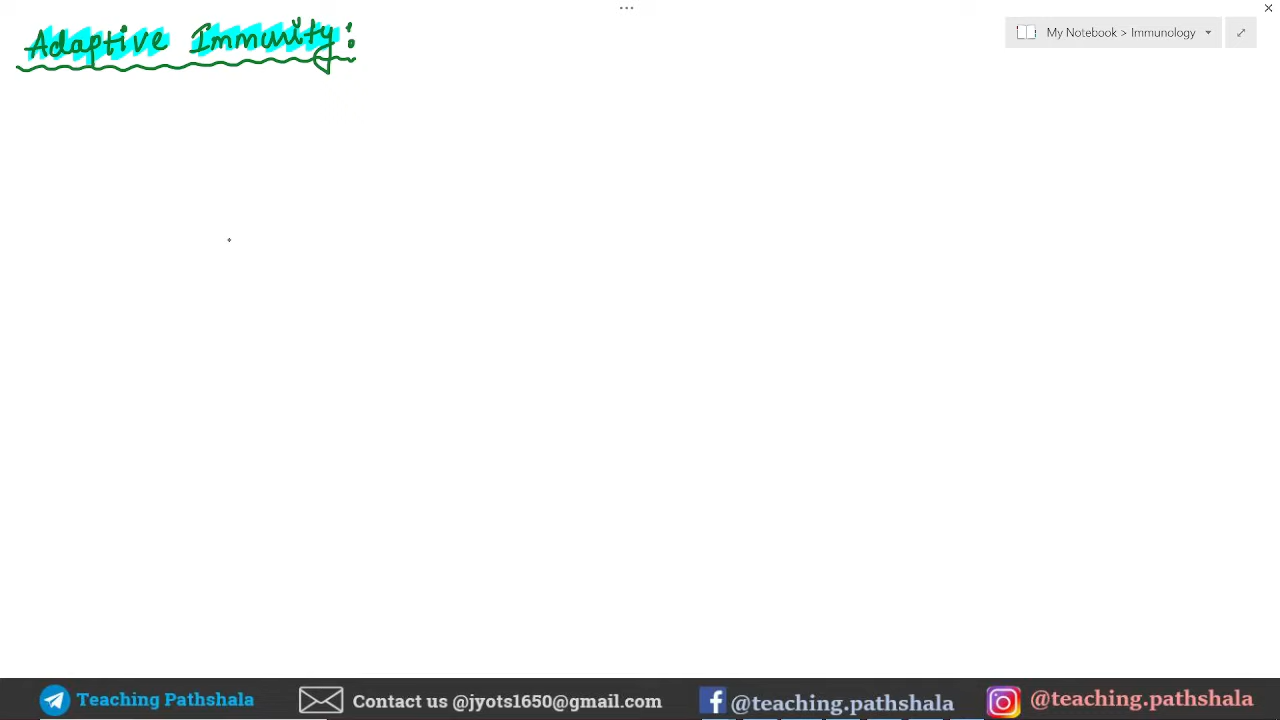 Adaptive Immunity:
My Notebook > Immunology
Teaching Pathshala
Contact us @jyots1650@gmail.com
@teaching.pathshala
@teaching.pathshala